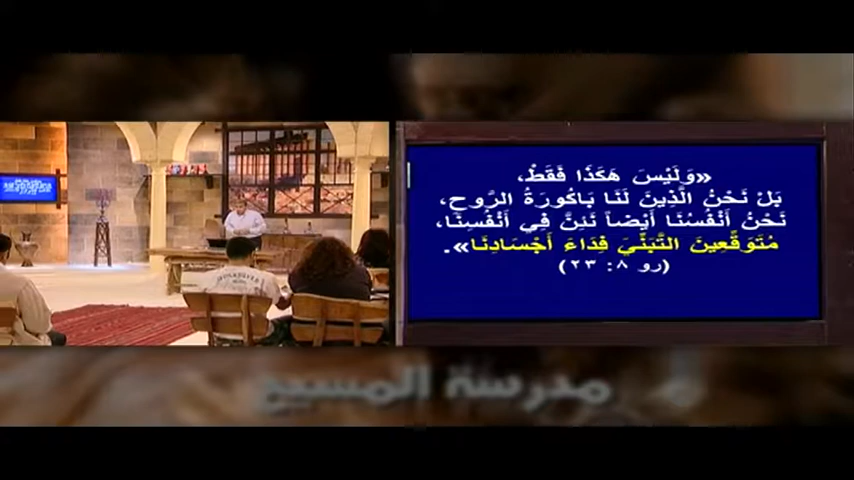 «وَلَيْسَ هَكَذَا فَقَطْ،
بَلْ نَحْنُ الَّذِينَ لَنَا بَاكُورَةُ الرُّوحِ،
نَحْنُ أَنْفُسُنَا أَيْضاً نَئِنُّ فِي أَنْفُسِنَا،
مُتَوَقِّعِينَ التَّبَنِّيَ فِدَاءَ أَجْسَادِنَا».
(رو ٨: ٢٣)
مدرسة المسيح